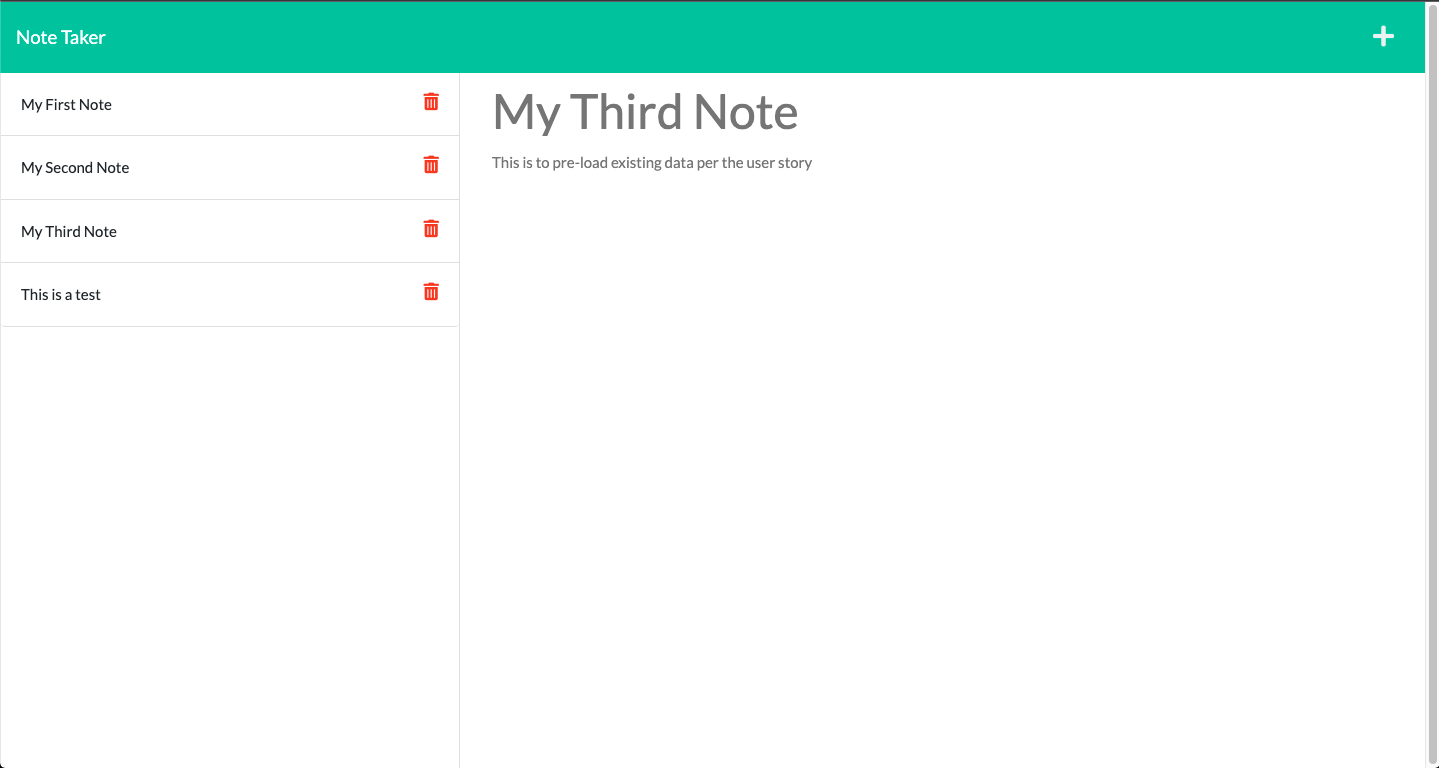 Note Taker
My First Note
My Second Note
My Third Note
This is a test
My Third Note
This is to pre-load existing data per the user story